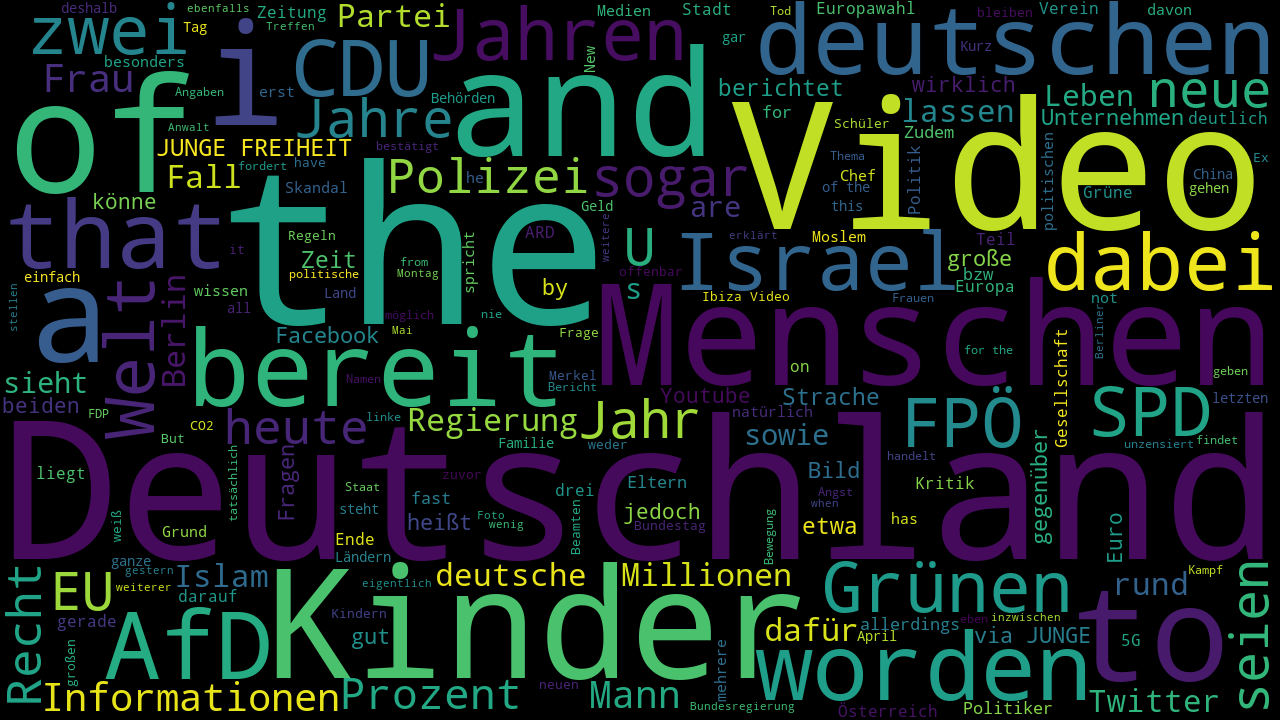 deshalb ebenfalls Zeitung Partei Jahren Medien Stadt Tod Europawahl bleiben Verein davon
zwei Tag Treffen i CDU gar deutschen Kurz
besonders New
Frau Angaben erst Behörden berichtet wirklich Leben neue
of Jahre and for Video lassen Unternehmen deutlich
Anwalt Schüler Zudem
JUNGE FREIHEIT bestätigt Thema politischen Ex
Fall fordert have Polizei sogar Chef Politik China
Skandal he of the Grüne gehen
könne the Geld are this
that Regeln ARD weitere U Israel erklärt Moslem Teil dabei
it Zeit from spricht große
einfach politische Montag offenbar bzw
a wissen Land by s Ibiza Video Frauen Europa not
stellen Welt Berlin all möglich nie Menschen Berliner
Facebook Mai Frage for the
bereit on Gesellschaft
sieht Namen Merkel geben
Bericht Youtube Strache SPD letzten
beiden FDP linke Regierung Jahr natürlich FPÖ
CO2 heute sowie
But Familie weder unzensiert findet
Deutschland handelt
liegt tatsächlich Fragen zuvor Bild gegenüber
Staat fast drei Eltern Angst Kritik
weiß steht Foto jedoch when
Grund heißt wenig Beamten Bundestag Bewegung etwa has Euro
Ende
ganze Ländern
gestern Islam deutsche Millionen Grünen Kampf
Recht EU weiterer darauf eigentlich Kinder rund seien
gerade AfD Kindern dafür April allerdings eben inzwischen to
gut worden via JUNGE 5G
großen mehrere
Informationen Prozent neuen Mann Twitter
Bundesregierung Österreich Politiker